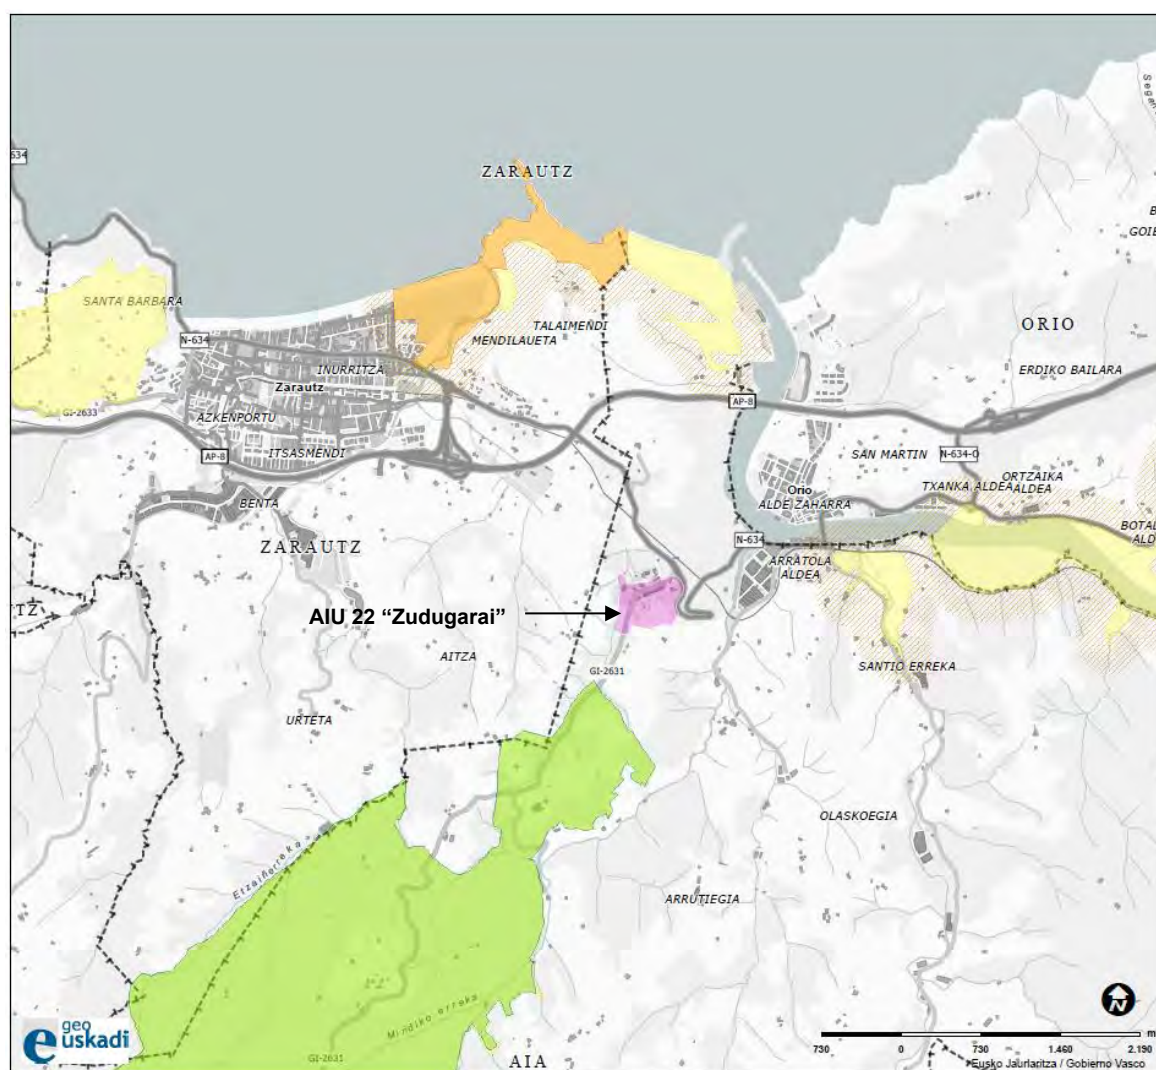 ZARAUTZ
SANTA BARBARA
N-634
TALAIMENDI
MENDILAUETA
INURRITZA
Zarautz
GI-2633
AZKENPORTU
ITSASMENDI
AP-8
BENTA
ZARAUTZ
ORIO
ERDIKO BAILARA
AP-8
SAN MARTIN
N-634-O
ORTZAIKA
ALDEA
TXANKA ALDEA
Orio
ALDE ZAHARRA
N-634
ARRATOLA
ALDEA
AIU 22 “Zudugarai”
AITZA
GI-2631
SANTIO ERREKA
URTETA
OLASKOEGIA
Etzaiñerreka
ARRUTIEGIA
Mindiko erreka
GI-2631
AIA
N
geo
euskadi
730 0 730 1.460 2.190 m
Eusko Jaurlaritza / Gobierno Vasco